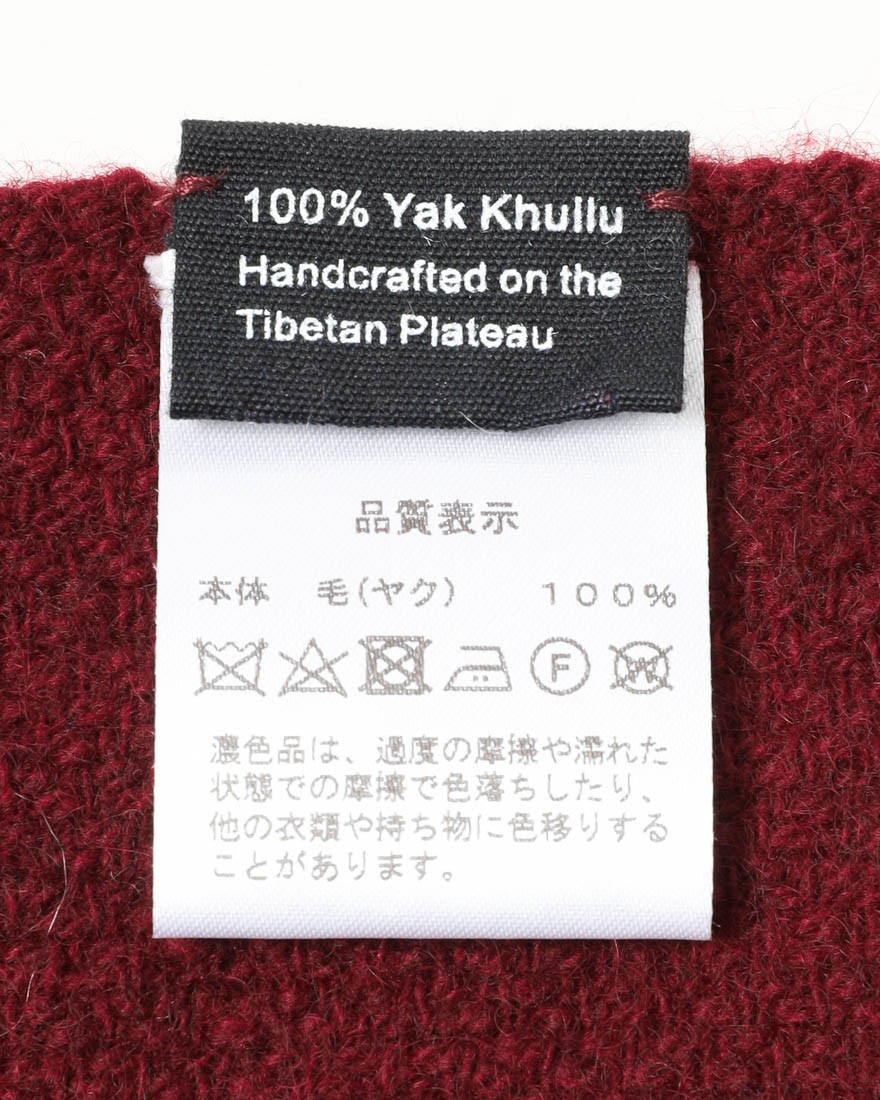 100% Yak Khullu
Handcrafted on the
Tibetan Plateau
品質表示
本体 毛(ヤク) 100%
F W
濃色品は、過度の摩擦や濡れた
状態での摩擦で色落ちしたり、
他の衣類や持ち物に色移りする
ことがあります。